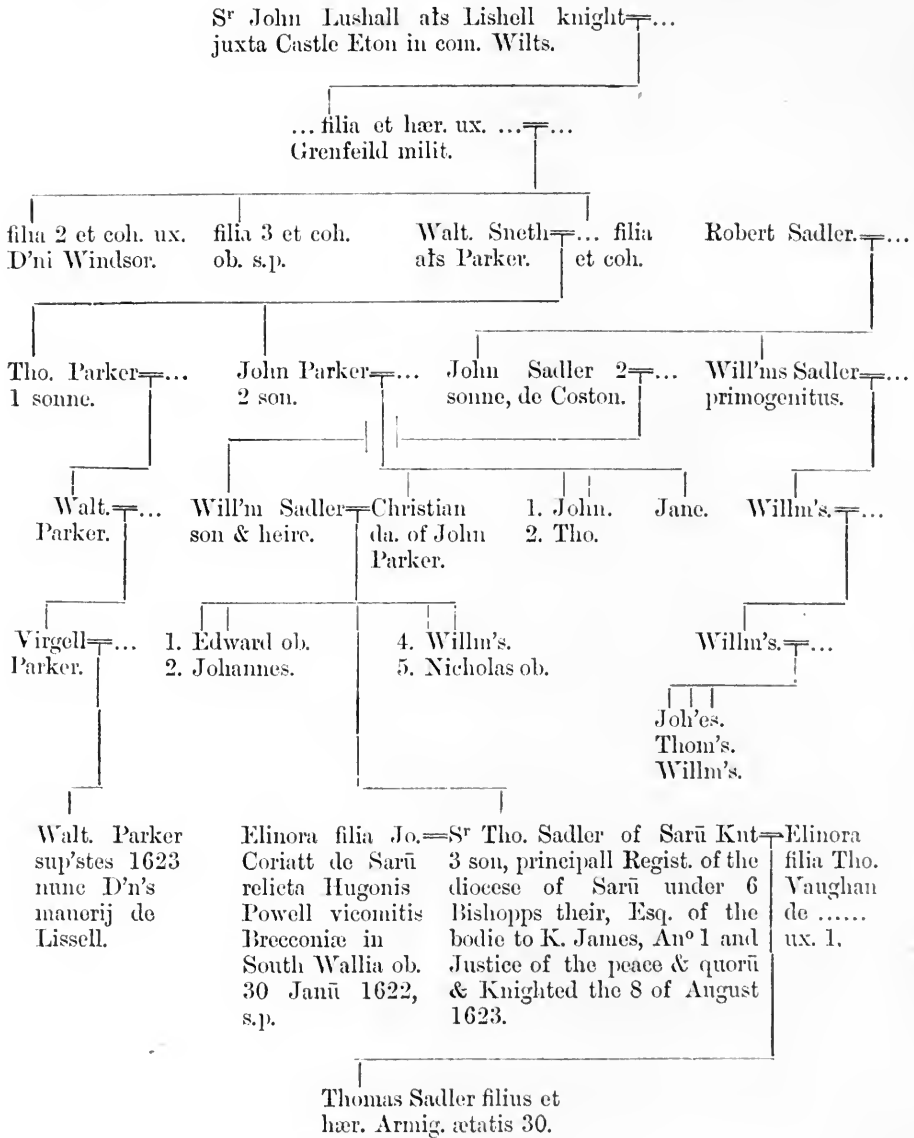 Sʳ John Lushall ałs Lishell knight=...
juxta Castle Eton in com. Wilts.
... filia et hær. ux. ...=...
Grenfeild milit.
filia 2 et coh. ux.
D'ni Windsor.
filia 3 et coh.
ob. s.p.
Walt. Sneth=... filia
ałs Parker. et coh.
Robert Sadler.=...
Tho. Parker=...
1 sonne.
John Parker=...
2 son.
John Sadler 2=...
sonne, de Coston.
Will'ms Sadler=...
primogenitus.
Walt.=...
Parker.
Will'm Sadler=Christian
son & heire. da. of John
Parker.
1. John.
2. Tho.
Jane.
Willm's.=...
Virgell=...
Parker.
1. Edward ob.
2. Johannes.
4. Willm's.
5. Nicholas ob.
Willm's.=...
Joh'es.
Thom's.
Willm's.
Walt. Parker
sup'stes 1623
nunc D'n's
manerij de
Lissell.
Elinora filia Jo.=
Coriatt de Sarū
relicta Hugonis
Powell vicomitis
Brecconiæ in
South Wallia ob.
30 Janū 1622,
s.p.
Sʳ Tho. Sadler of Sarū Knt=
3 son, principall Regist. of the
diocese of Sarū under 6
Bishopps their, Esq. of the
bodie to K. James, Anº 1 and
Justice of the peace & quorū
& Knighted the 8 of August
1623.
Elinora
filia Tho.
Vaughan
de ......
ux. 1.
Thomas Sadler filius et
hær. Armig. ætatis 30.